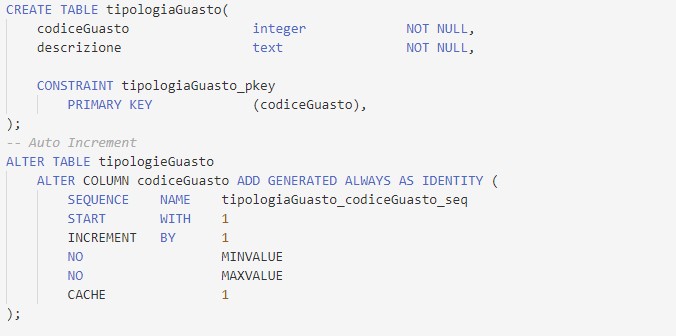 CREATE TABLE tipologiaGuasto(
codiceGuasto integer NOT NULL,
descrizione text NOT NULL,
CONSTRAINT tipologiaGuasto_pkey
PRIMARY KEY (codiceGuasto),
);
-- Auto Increment
ALTER TABLE tipologieGuasto
ALTER COLUMN codiceGuasto ADD GENERATED ALWAYS AS IDENTITY (
SEQUENCE NAME tipologiaGuasto_codiceGuasto_seq
START WITH 1
INCREMENT BY 1
NO MINVALUE
NO MAXVALUE
CACHE 1
);